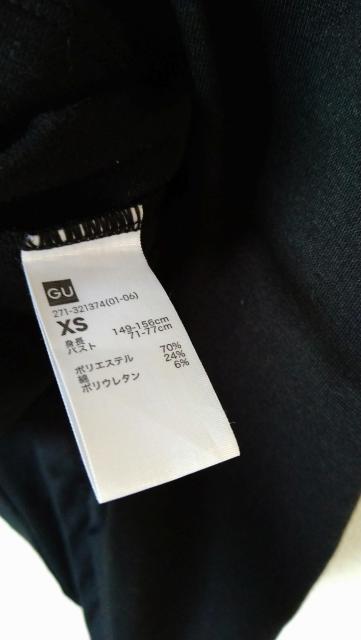 GU
271-321374(01-06)
XS
身長 149-156cm
バスト 71-77cm
ポリエステル 70%
綿 24%
ポリウレタン 6%